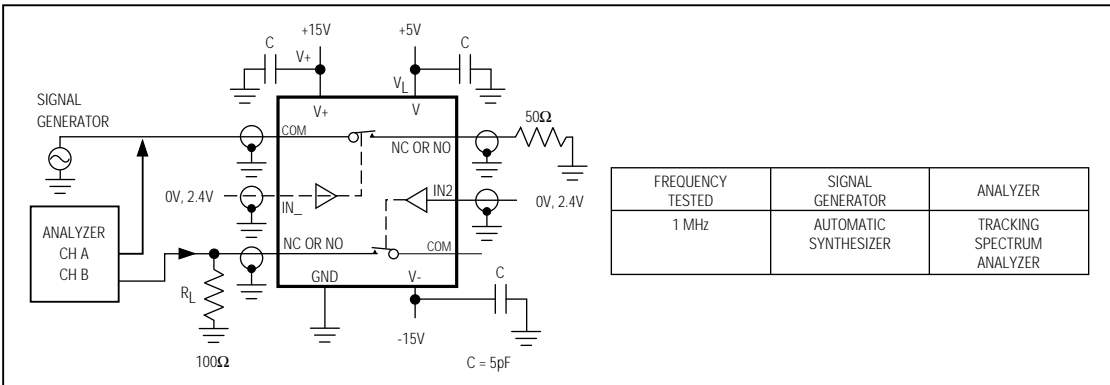 +15V
+5V
C
V+
C
VL
SIGNAL
GENERATOR
V+
V
50Ω
COM
NC OR NO
0V, 2.4V
IN_
IN2
0V, 2.4V
ANALYZER
CH A
CH B
NC OR NO
COM
RL
GND
V-
C
100Ω
-15V
C = 5pF
FREQUENCY
TESTED
SIGNAL
GENERATOR
ANALYZER
1 MHz
AUTOMATIC
SYNTHESIZER
TRACKING
SPECTRUM
ANALYZER